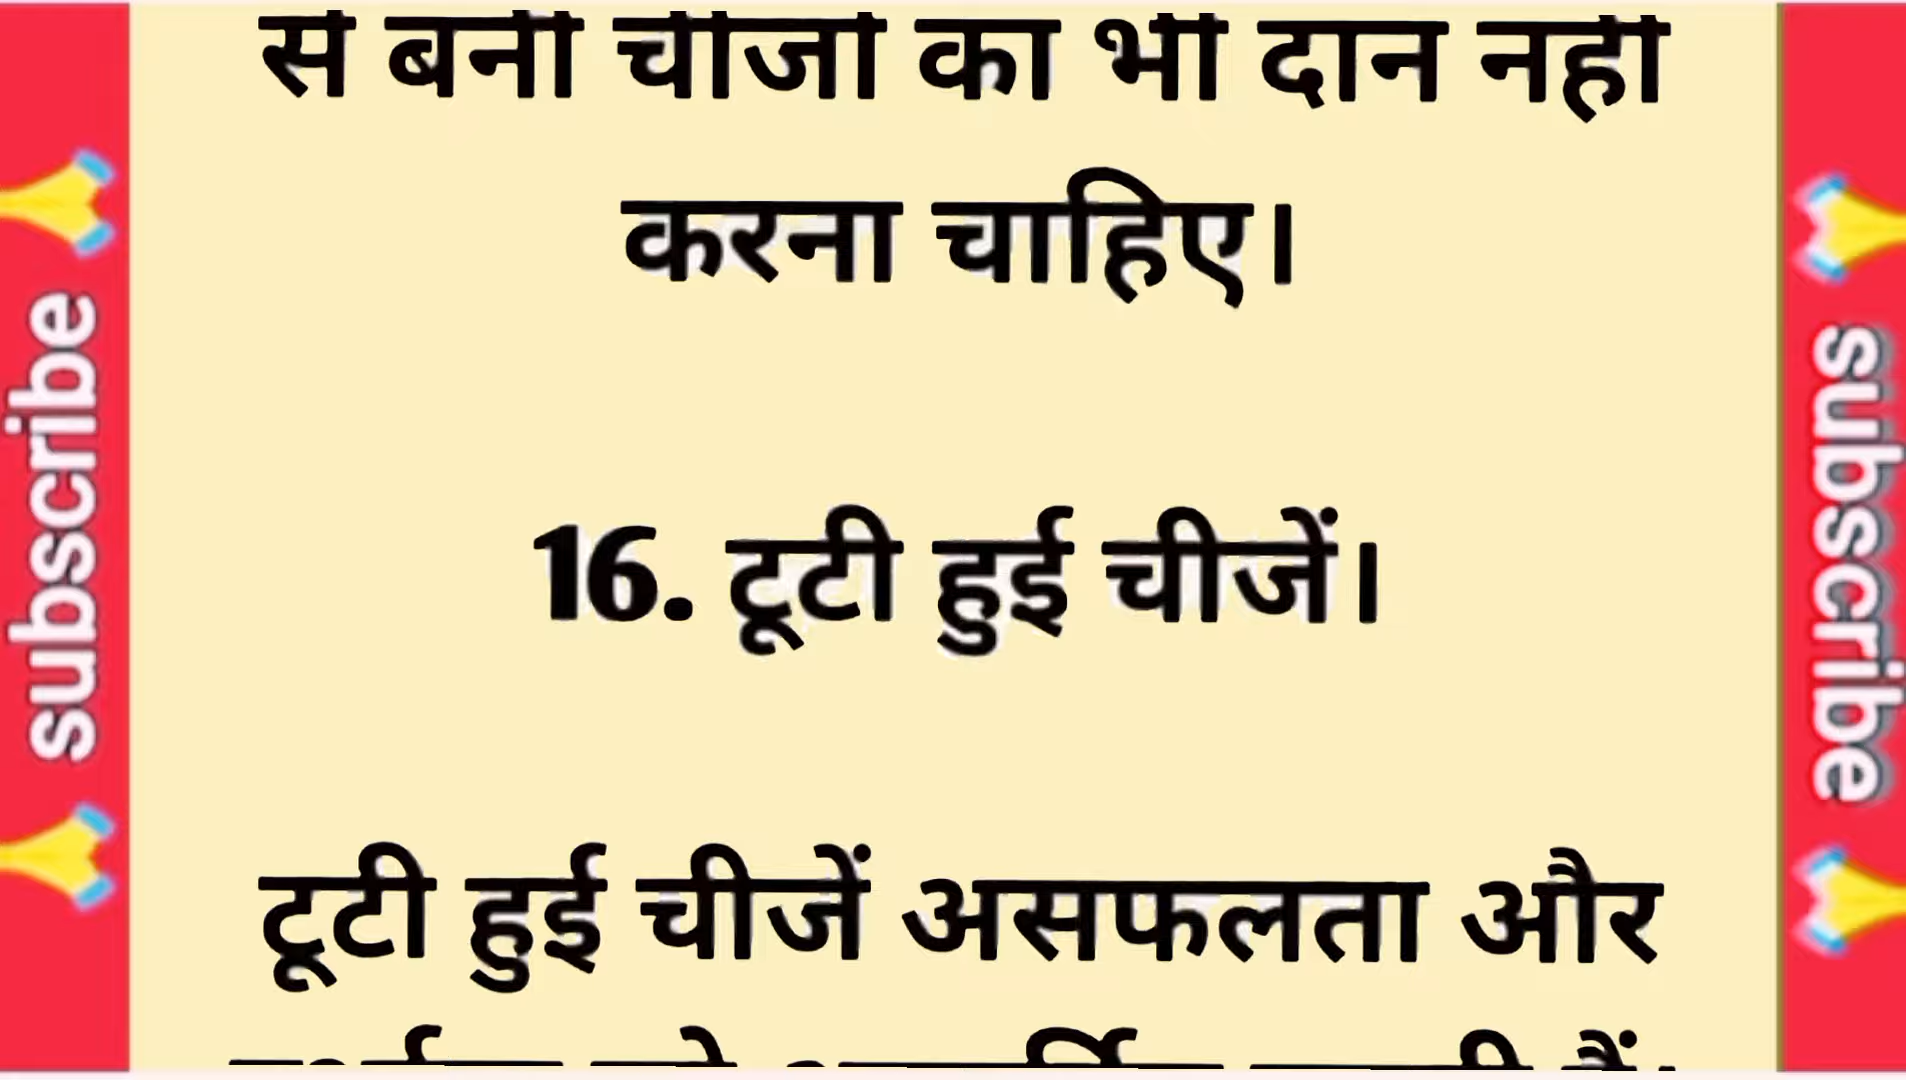 से बनी चीजों का भी दान नहीं
करना चाहिए।
16. टूटी हुई चीजें।
टूटी हुई चीजें असफलता और
subscribe
subscribe